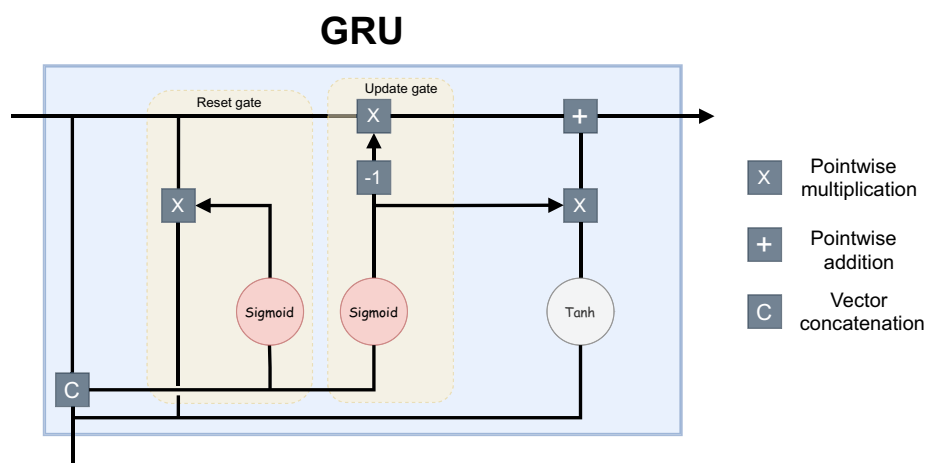 GRU
Reset gate
Update gate
X
+
-1
X
X
Sigmoid
Sigmoid
Tanh
C
X
Pointwise
multiplication
+
Pointwise
addition
C
Vector
concatenation